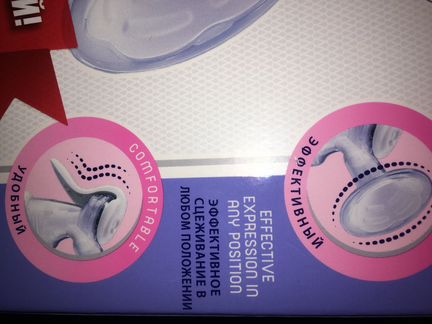 Й!
COMFORTABLE
УДОБНЫЙ
EFFECTIVE
EXPRESSION IN
ANY POSITION
ЭФФЕКТИВНОЕ
СЦЕЖИВАНИЕ В
ЛЮБОМ ПОЛОЖЕНИИ
ЭФФЕКТИВНЫЙ